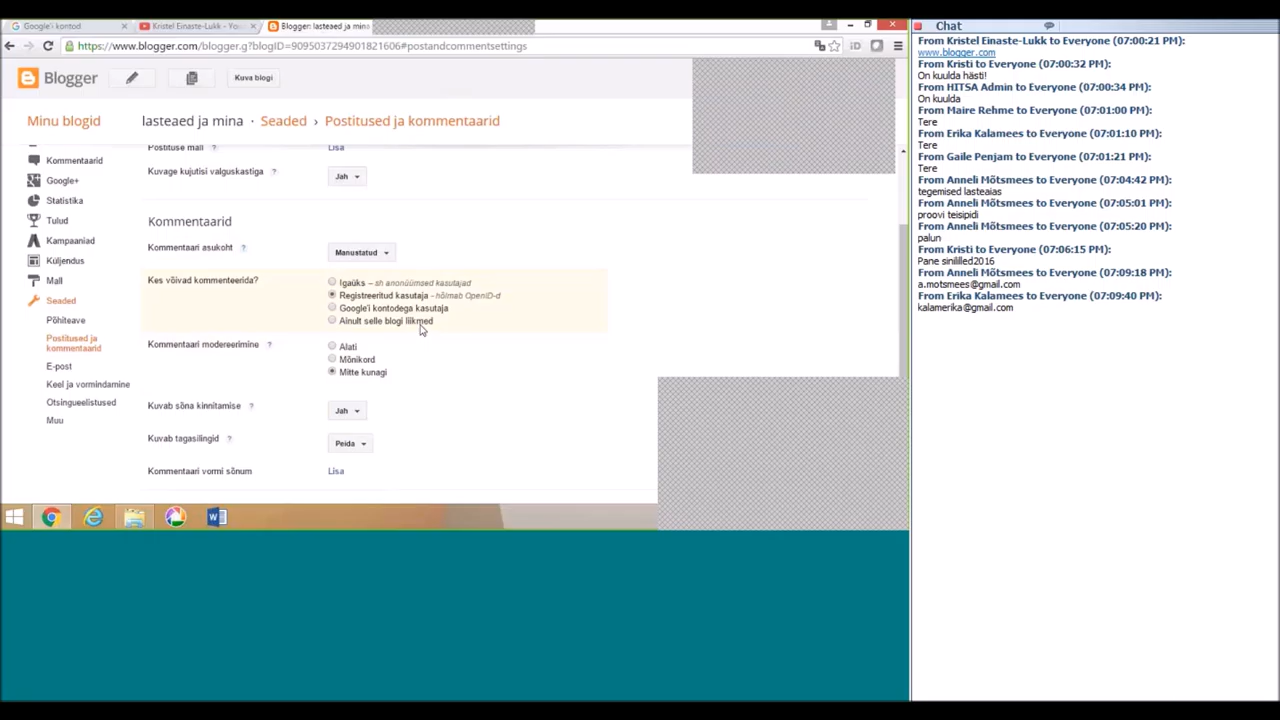 Google'i kontod
Kristel Einaste-Lukk - You
Blogger: lasteaed ja mina
https://www.blogger.com/blogger.g?blogID=9095037294901821606#postandcommentsettings
iD
Blogger
Kuva blogi
Minu blogid
lasteaed ja mina · Seaded › Postitused ja kommentaarid
Kommentaarid
Google+
Statistika
Tulud
Kampaaniad
Küljendus
Mall
Seaded
Põhiteave
Postitused ja
kommentaarid
E-post
Keel ja vormindamine
Otsingueelistused
Muu
Postituse mall ? Lisa
Kuvage kujutisi valguskastiga ? Jah
Kommentaarid
Kommentaari asukoht ? Manustatud
Kes võivad kommenteerida?
Igaüks – sh anonüümsed kasutajad
Registreeritud kasutaja - hõlmab OpenID-d
Google'i kontodega kasutaja
Ainult selle blogi liikmed
Kommentaari modereerimine ?
Alati
Mõnikord
Mitte kunagi
Kuvab sõna kinnitamise ? Jah
Kuvab tagasilingid ? Peida
Kommentaari vormi sõnum Lisa
Chat
From Kristel Einaste-Lukk to Everyone (07:00:21 PM):
www.blogger.com
From Kristi to Everyone (07:00:32 PM):
On kuulda hästi!
From HITSA Admin to Everyone (07:00:34 PM):
On kuulda
From Maire Rehme to Everyone (07:01:00 PM):
Tere
From Erika Kalamees to Everyone (07:01:10 PM):
Tere
From Gaile Penjam to Everyone (07:01:21 PM):
Tere
From Anneli Mõtsmees to Everyone (07:04:42 PM):
tegemised lasteaias
From Anneli Mõtsmees to Everyone (07:05:01 PM):
proovi teisipidi
From Anneli Mõtsmees to Everyone (07:05:20 PM):
palun
From Kristi to Everyone (07:06:15 PM):
Pane sinililled2016
From Anneli Mõtsmees to Everyone (07:09:18 PM):
a.motsmees@gmail.com
From Erika Kalamees to Everyone (07:09:40 PM):
kalamerika@gmail.com